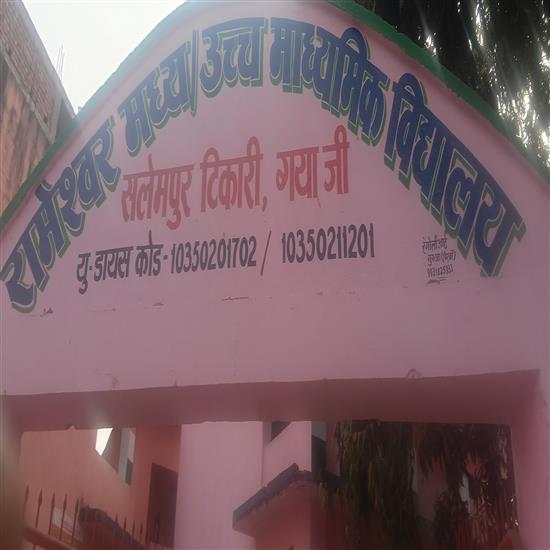 रामेश्वर मध्य/उच्च माध्यमिक विद्यालय
सलेमपुर टिकारी, गया जी
यु-डायस कोड-10350201702 / 10350211201